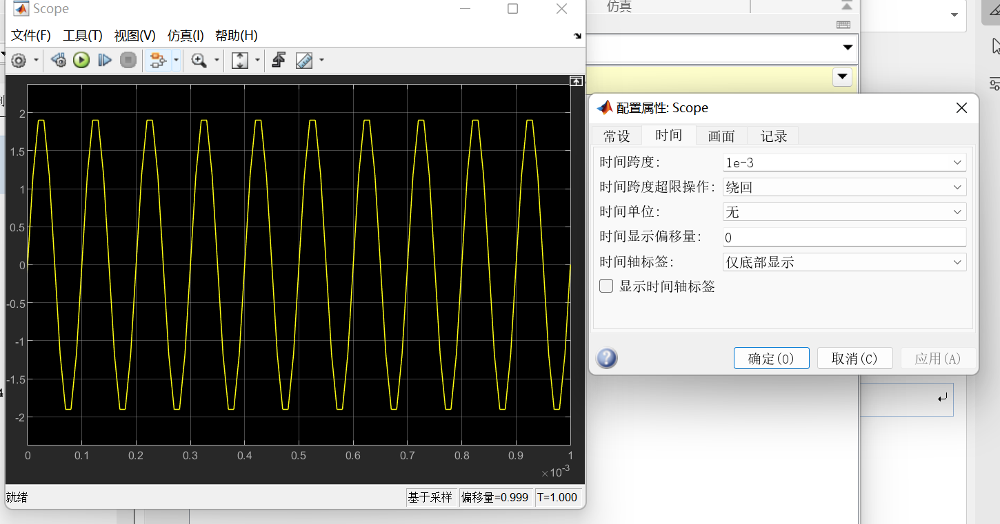 Scope
仿真
文件(F) 工具(T) 视图(V) 仿真(I) 帮助(H)
2
1.5
1
0.5
0
-0.5
-1
-1.5
-2
0 0.1 0.2 0.3 0.4 0.5 0.6 0.7 0.8 0.9 1
×10-3
就绪
基于采样 偏移量=0.999 T=1.000
配置属性: Scope
常设 时间 画面 记录
时间跨度: 1e-3
时间跨度超限操作: 绕回
时间单位: 无
时间显示偏移量: 0
时间轴标签: 仅底部显示
显示时间轴标签
确定(O) 取消(C) 应用(A)